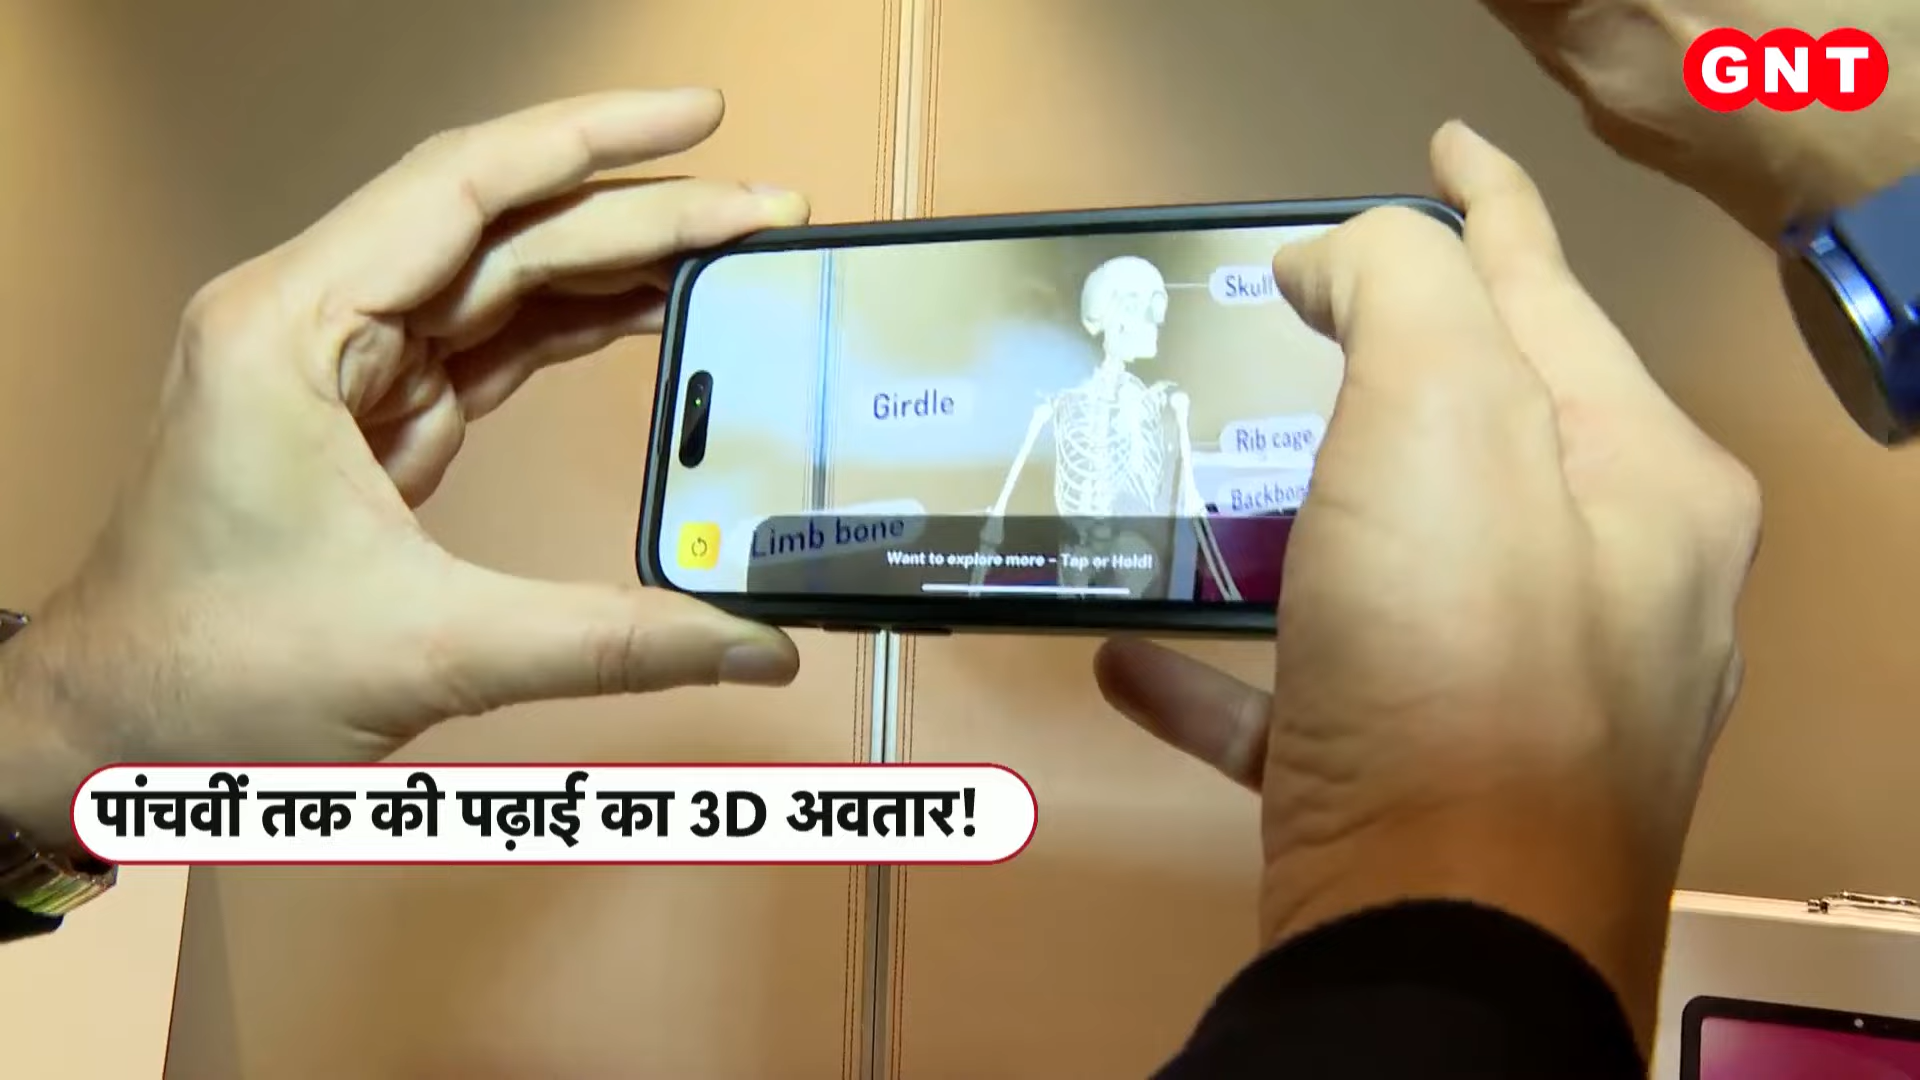 GNT
Skull
Girdle
Rib cage
Backbone
Limb bone
Want to explore more - Tap or Hold!
पांचवीं तक की पढ़ाई का 3D अवतार!